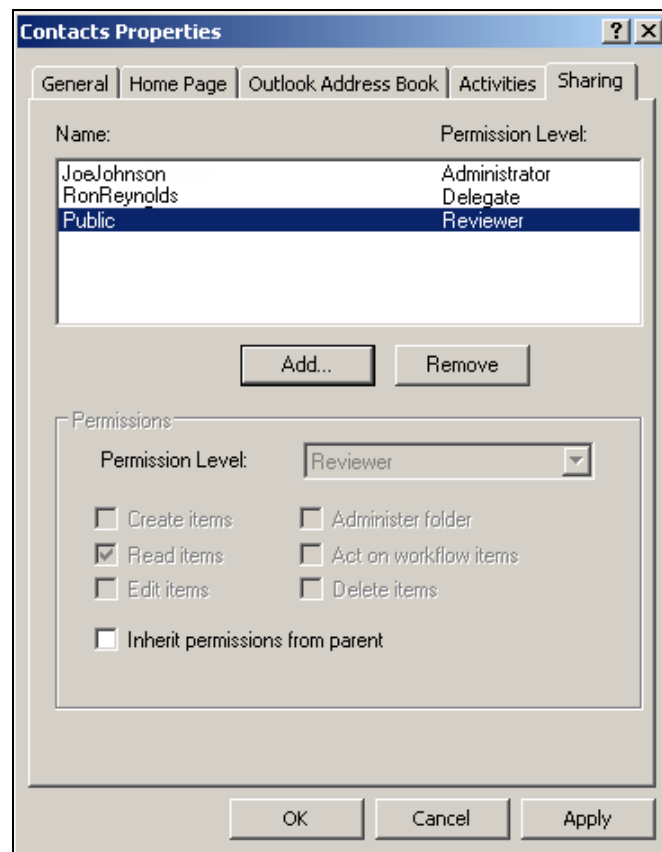 Contacts Properties
General Home Page Outlook Address Book Activities Sharing
Name: Permission Level:
JoeJohnson Administrator
RonReynolds Delegate
Public Reviewer
Add... Remove
Permissions
Permission Level: Reviewer
Create items Administer folder
Read items Act on workflow items
Edit items Delete items
Inherit permissions from parent
OK Cancel Apply